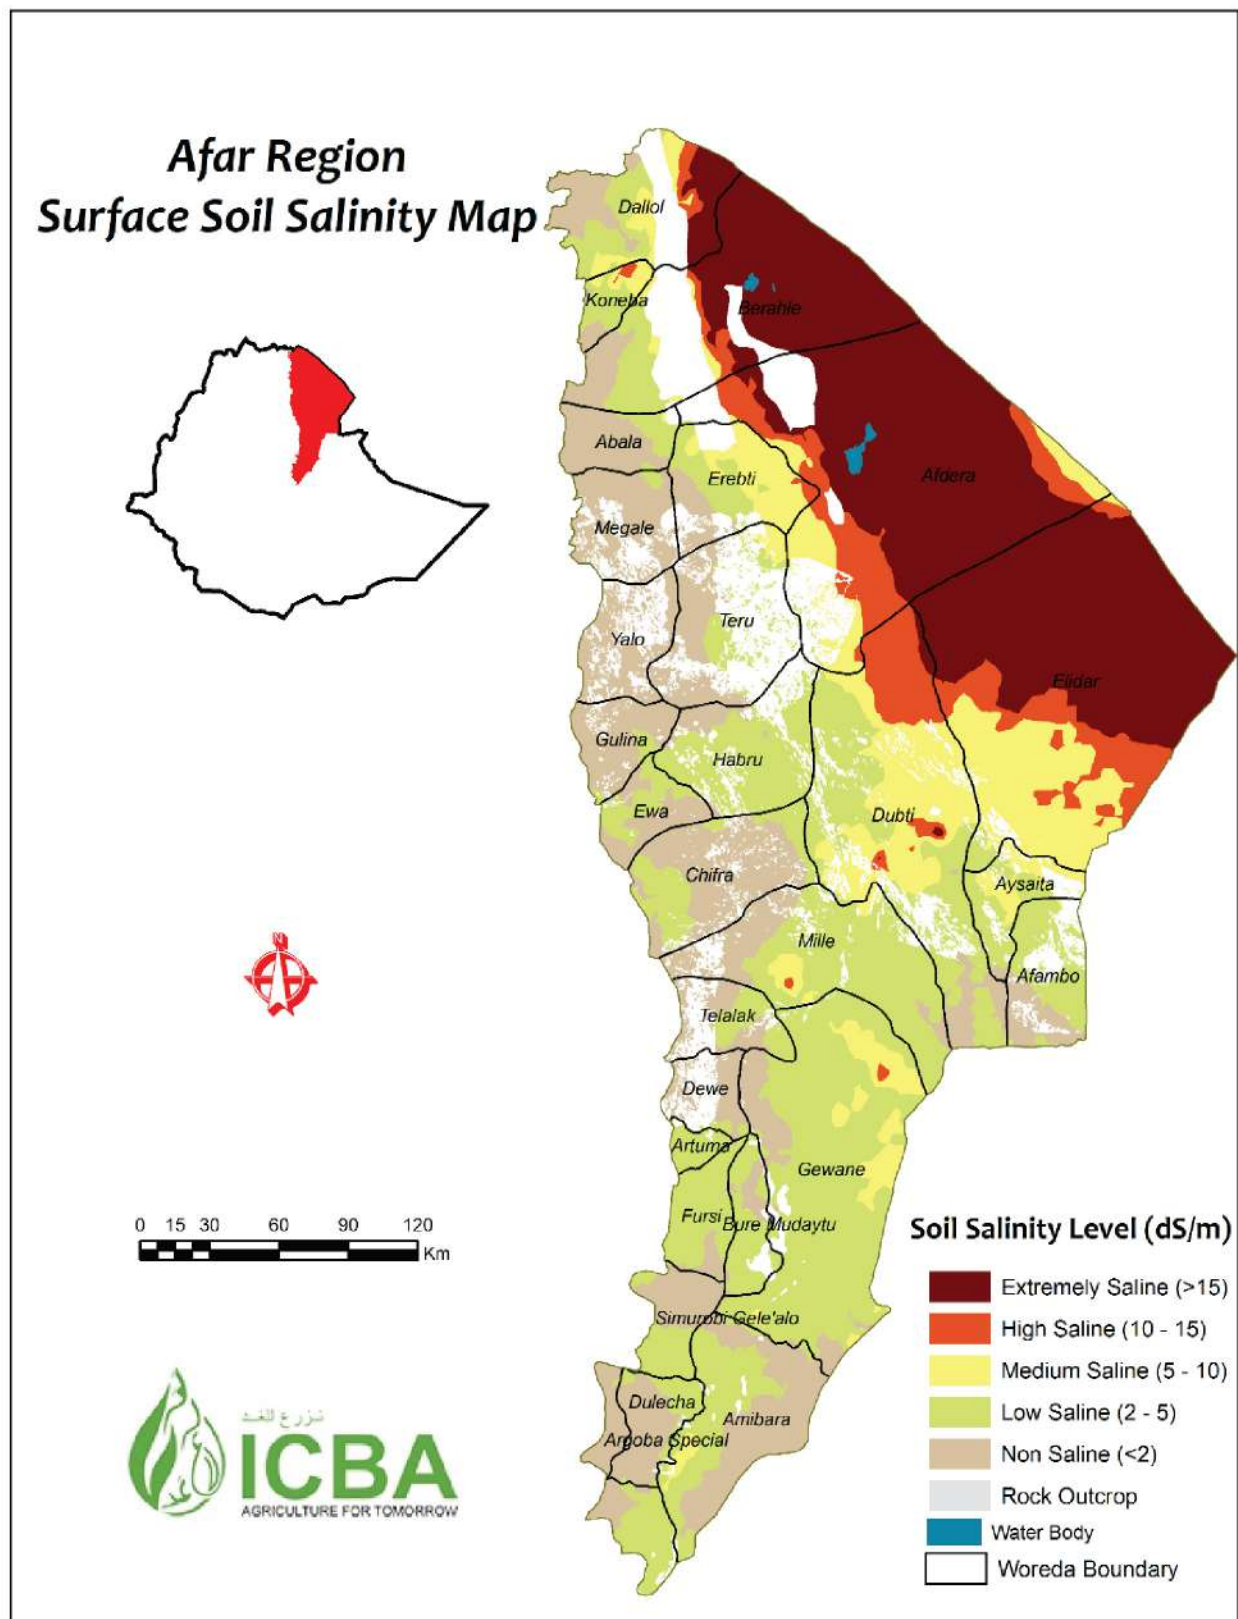 Afar Region
Surface Soil Salinity Map
Dallol
Koneba
Berahle
Abala
Erebti
Afdera
Megale
Teru
Yalo
Elidar
Gulina
Habru
Ewa
Dubti
Chifra
Aysaita
Mille
Afambo
Telalak
Dewe
Artuma
Gewane
Fursi
Bure Mudaytu
Simurobi Gele'alo
Dulecha
Amibara
Argoba Special
N
0 15 30 60 90 120
Km
Soil Salinity Level (dS/m)
Extremely Saline (>15)
High Saline (10 - 15)
Medium Saline (5 - 10)
Low Saline (2 - 5)
Non Saline (<2)
Rock Outcrop
Water Body
Woreda Boundary
نزرع للغد
ICBA
AGRICULTURE FOR TOMORROW